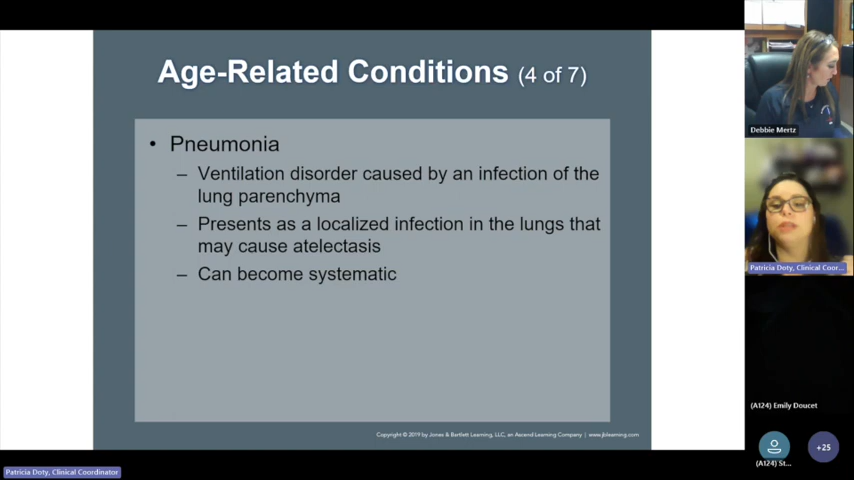 Age-Related Conditions (4 of 7)
• Pneumonia
– Ventilation disorder caused by an infection of the
lung parenchyma
– Presents as a localized infection in the lungs that
may cause atelectasis
– Can become systematic
Copyright © 2019 by Jones & Bartlett Learning, LLC, an Ascend Learning Company | www.jblearning.com
Debbie Mertz
Patricia Doty, Clinical Coor...
(A124) Emily Doucet
(A124) St...
+25
Patricia Doty, Clinical Coordinator